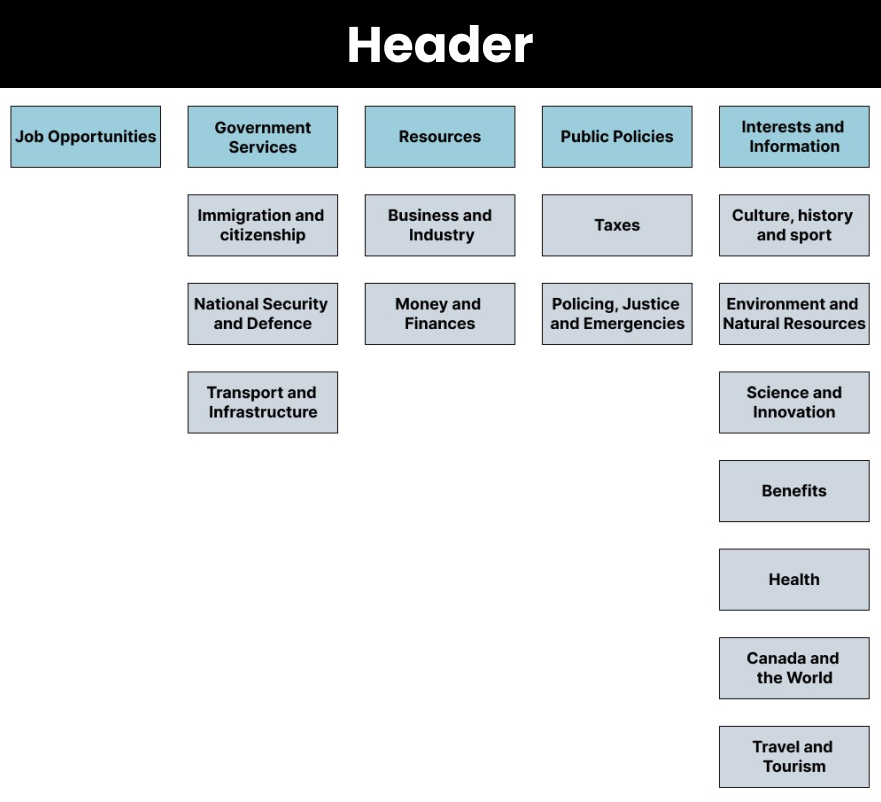 Header
Job Opportunities
Government
Services
Resources
Public Policies
Interests and
Information
Immigration and
citizenship
Business and
Industry
Taxes
Culture, history
and sport
National Security
and Defence
Money and
Finances
Policing, Justice
and Emergencies
Environment and
Natural Resources
Transport and
Infrastructure
Science and
Innovation
Benefits
Health
Canada and
the World
Travel and
Tourism